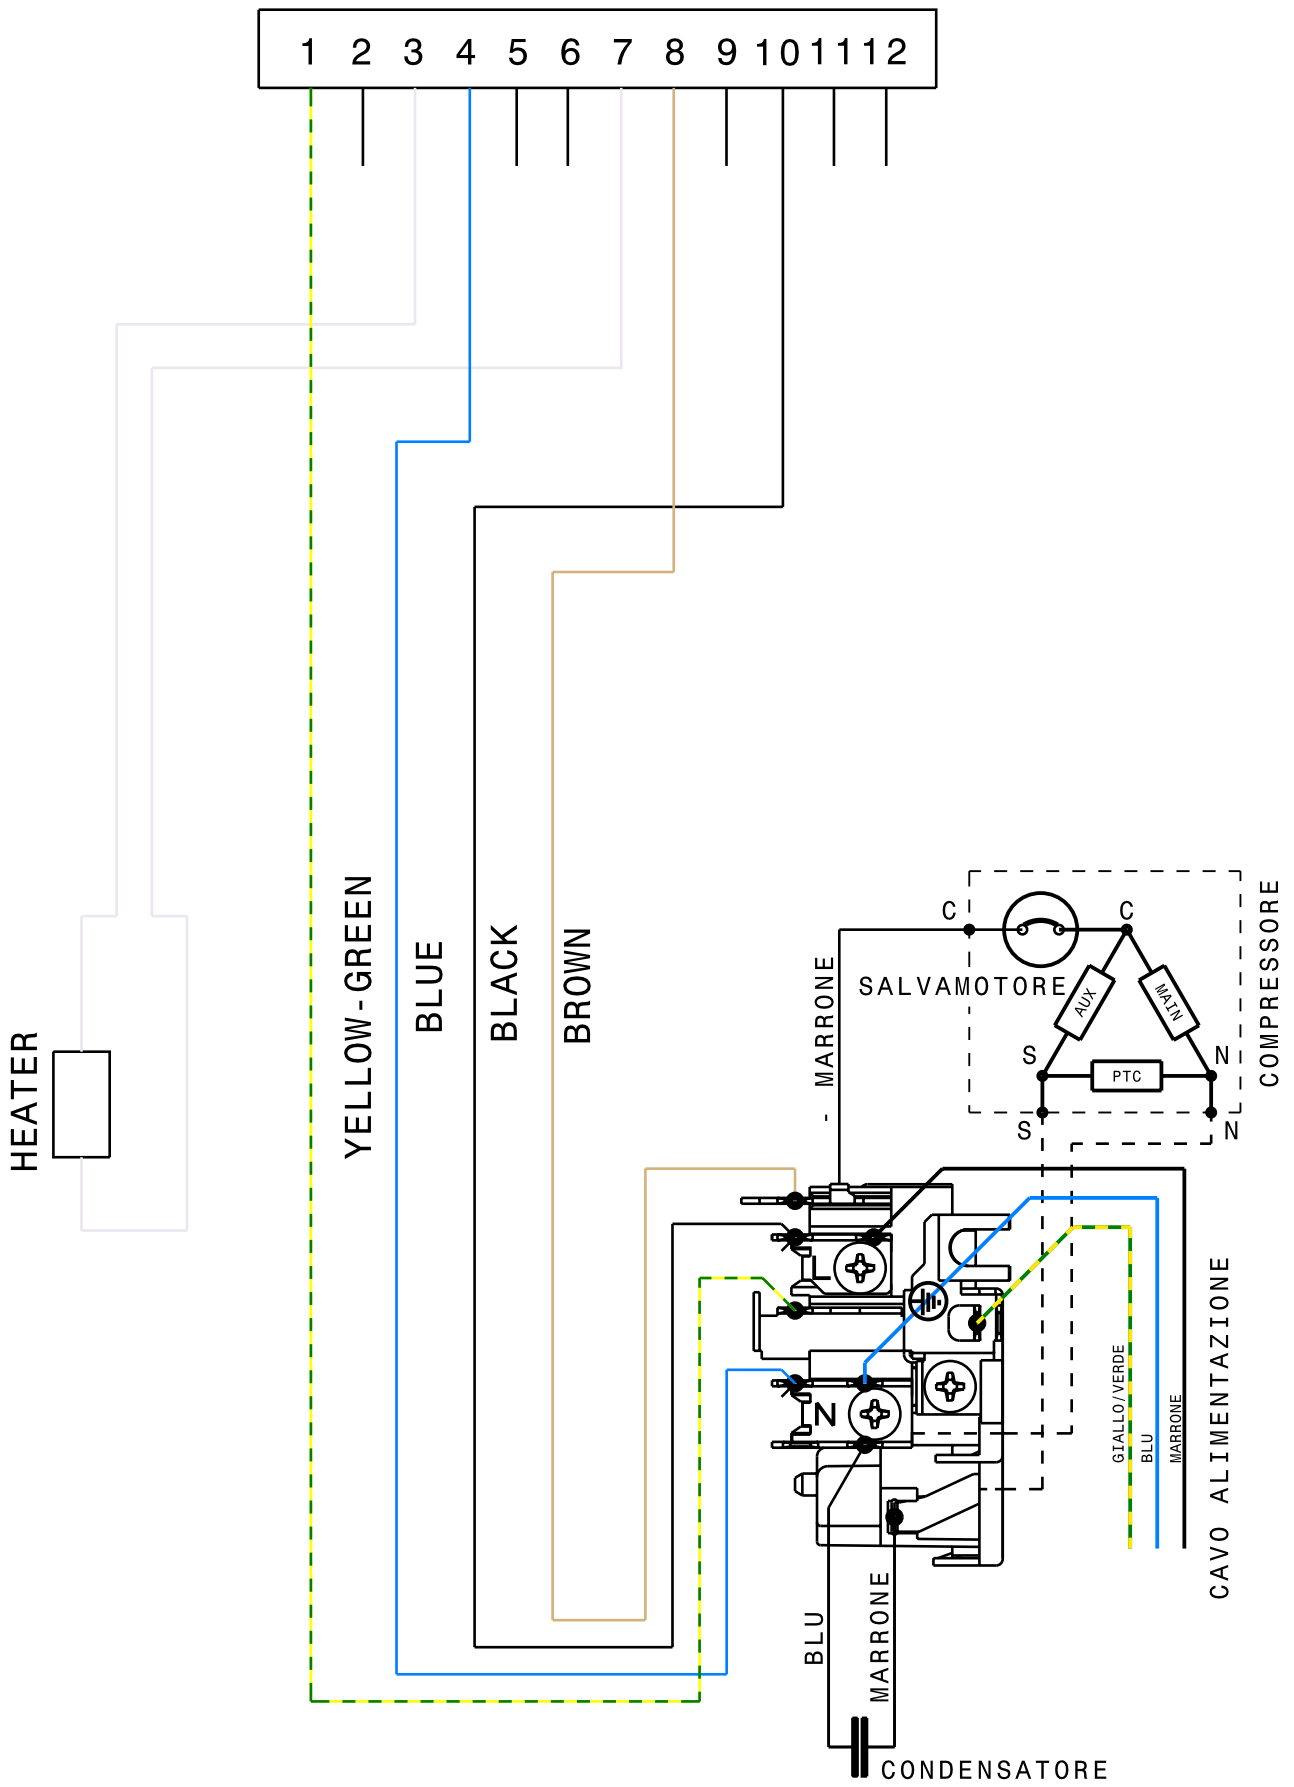 1 2 3 4 5 6 7 8 9 10 11 12
HEATER
YELLOW-GREEN
BLUE
BLACK
BROWN
- MARRONE
C
C
SALVAMOTORE
AUX
MAIN
COMPRESSORE
S
PTC
N
S
N
L
N
GIALLO/VERDE
BLU
MARRONE
CAVO ALIMENTAZIONE
BLU
MARRONE
CONDENSATORE